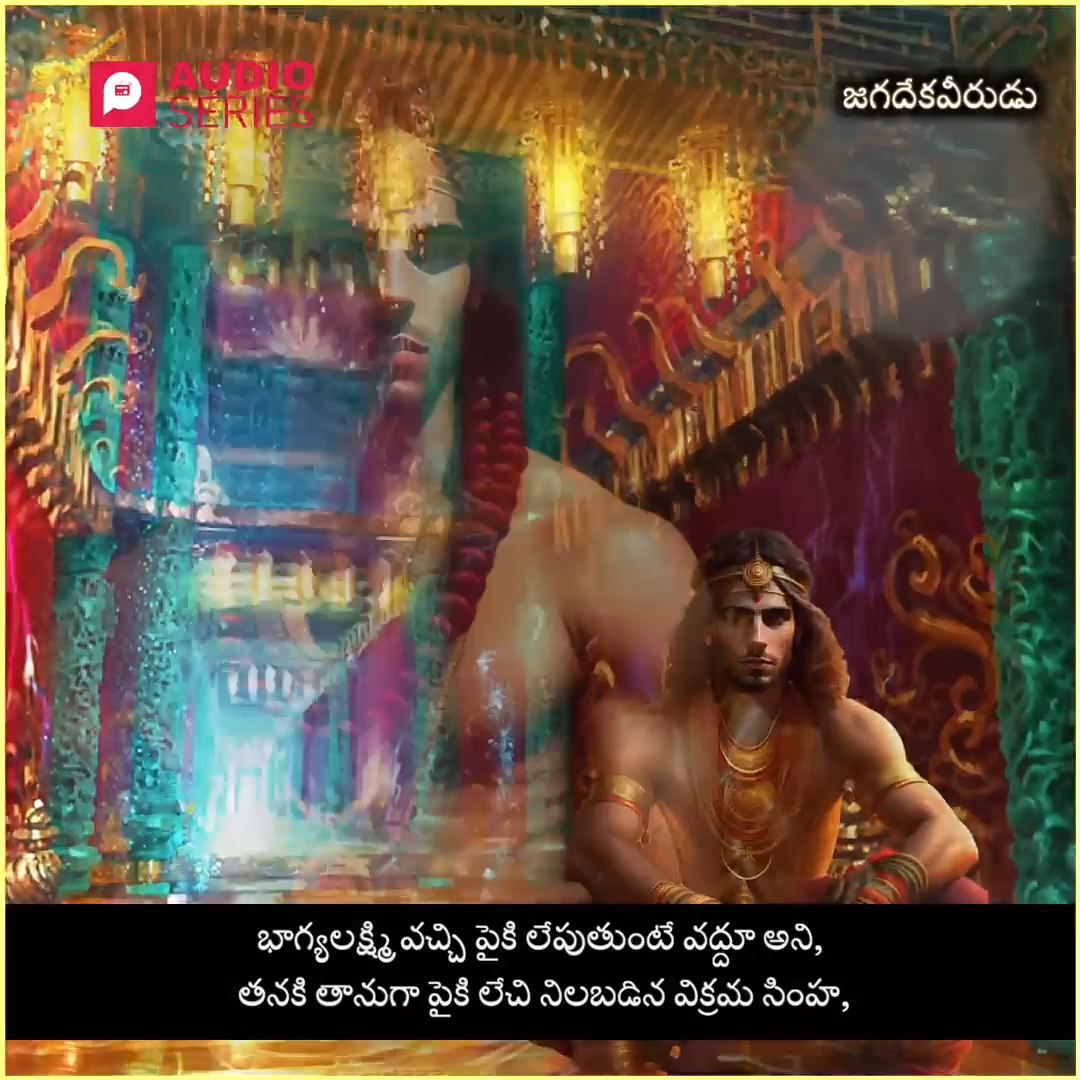 AUDIO
SERIES
జగదేకవీరుడు
భాగ్యలక్ష్మి వచ్చి పైకి లేపుతుంటే వద్దూ అని,
తనకి తానుగా పైకి లేచి నిలబడిన విక్రమ సింహ,